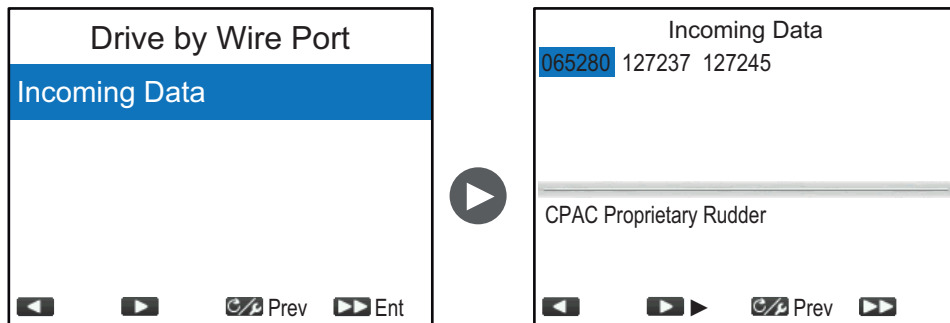 Drive by Wire Port
Incoming Data
Prev Ent
Incoming Data
065280 127237 127245
CPAC Proprietary Rudder
Prev